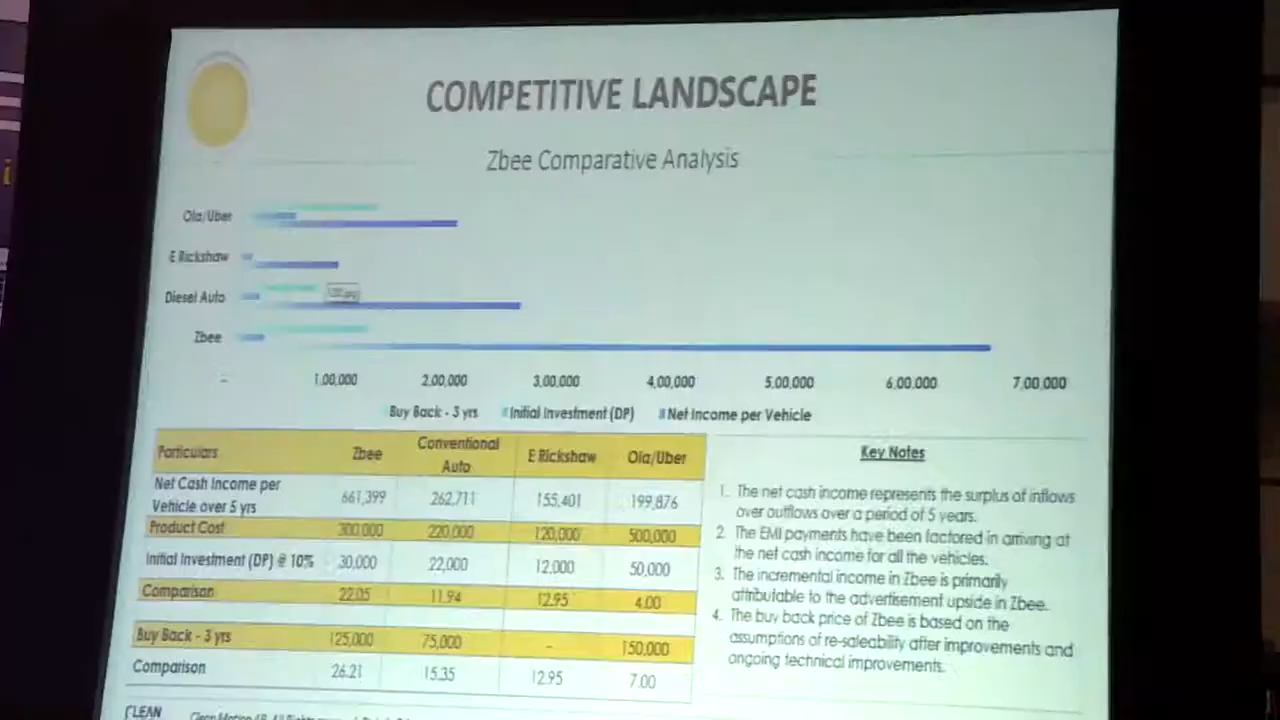 COMPETITIVE LANDSCAPE
Zbee Comparative Analysis
Ola/Uber
E Rickshaw
Diesel Auto
Zbee
- 1,00,000 2,00,000 3,00,000 4,00,000 5,00,000 6,00,000 7,00,000
Buy Back - 3 yrs Initial Investment (DP) Net Income per Vehicle
Particulars Zbee Conventional Auto E Rickshaw Ola/Uber
Net Cash Income per
Vehicle over 5 yrs 661,399 262,711 155,401 199,876
Product Cost 300,000 220,000 120,000 500,000
Initial Investment (DP) @ 10% 30,000 22,000 12,000 50,000
Comparison 22.05 11.94 12.95 4.00
Buy Back - 3 yrs 125,000 75,000 - 150,000
Comparison 26.21 15.35 12.95 7.00
Key Notes
1. The net cash income represents the surplus of inflows
over outflows over a period of 5 years.
2. The EMI payments have been factored in arriving at
the net cash income for all the vehicles.
3. The incremental income in Zbee is primarily
attributable to the advertisement upside in Zbee.
4. The buy back price of Zbee is based on the
assumptions of re-saleability after improvements and
ongoing technical improvements.
CLEAN
Clean Motion AB. All Rights